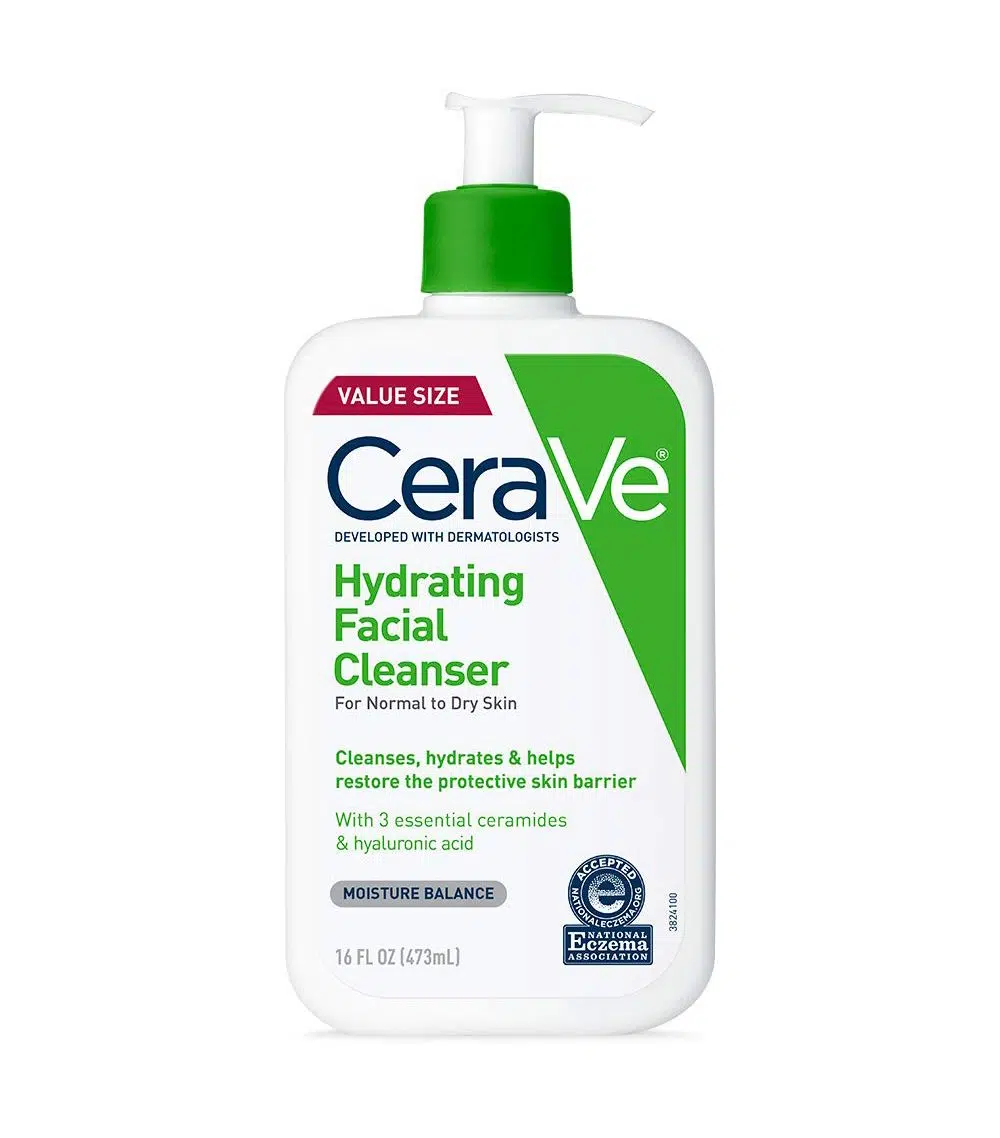 VALUE SIZE
CeraVe®
DEVELOPED WITH DERMATOLOGISTS
Hydrating
Facial
Cleanser
For Normal to Dry Skin
Cleanses, hydrates & helps
restore the protective skin barrier
With 3 essential ceramides
& hyaluronic acid
MOISTURE BALANCE
16 FL OZ (473mL)
ACCEPTED
e
NATIONALECZEMA.ORG
NATIONAL
Eczema
ASSOCIATION
3824100